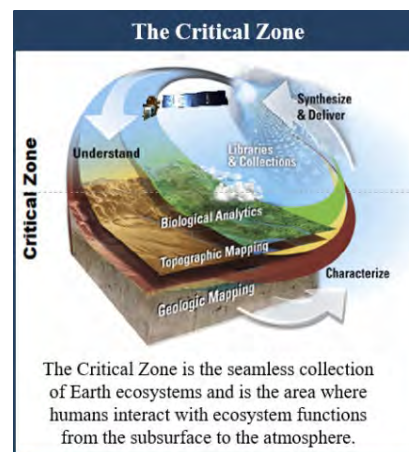 The Critical Zone
Synthesize
& Deliver
Understand
Libraries
& Collections
Critical Zone
Biological Analytics
Topographic Mapping
Characterize
Geologic Mapping
The Critical Zone is the seamless collection
of Earth ecosystems and is the area where
humans interact with ecosystem functions
from the subsurface to the atmosphere.